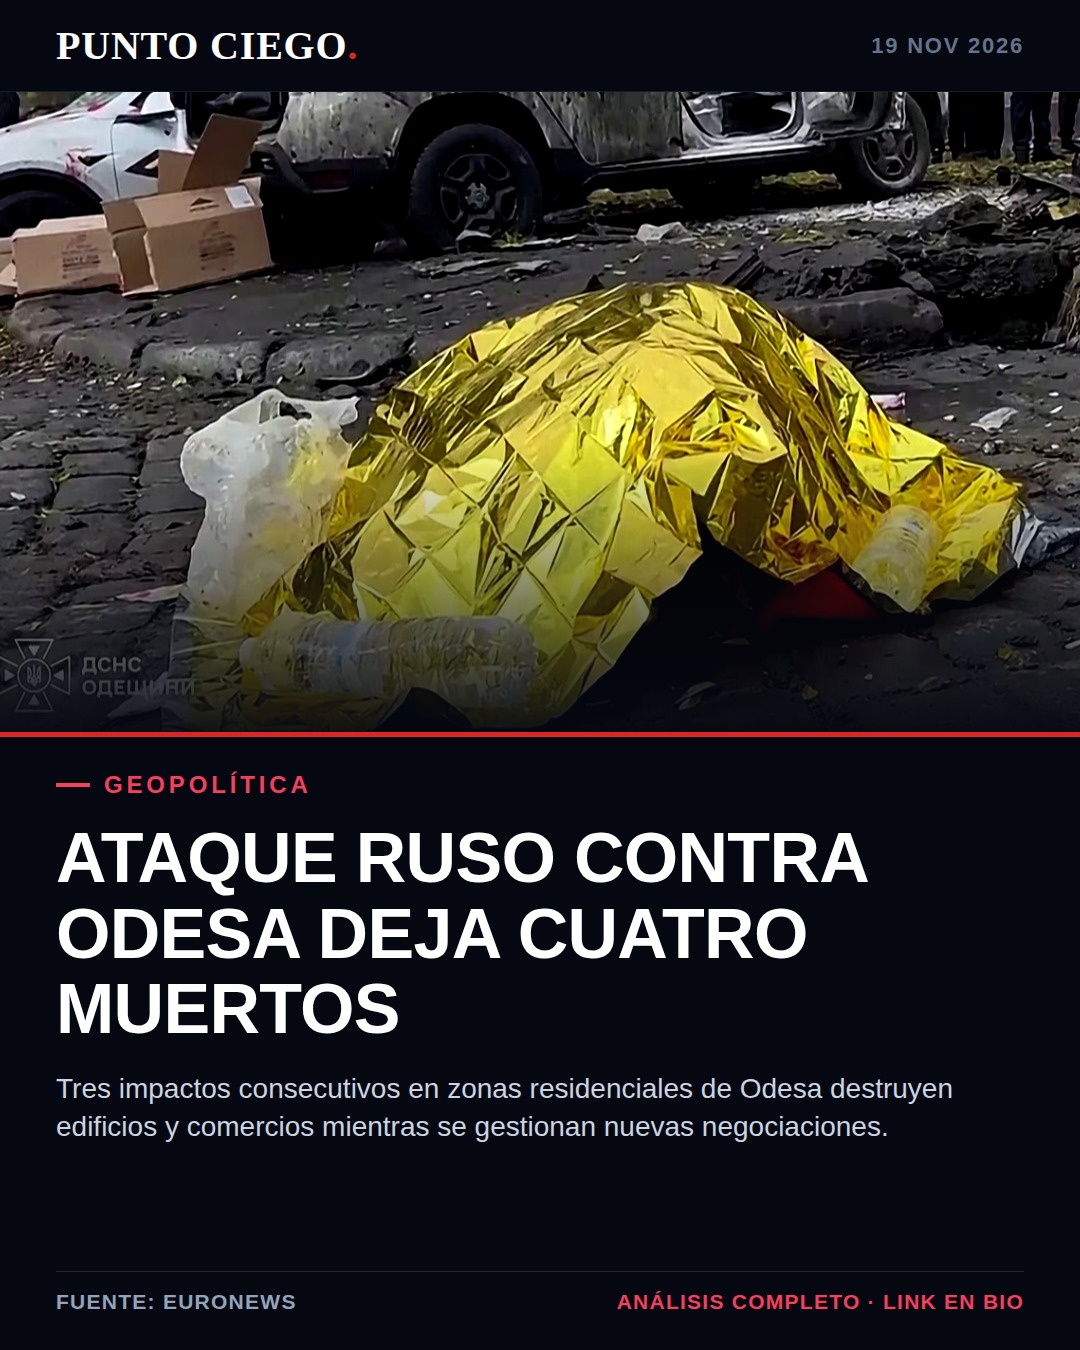 PUNTO CIEGO.
19 NOV 2026
ДСНС
ОДЕЩИНИ
GEOPOLÍTICA
ATAQUE RUSO CONTRA
ODESA DEJA CUATRO
MUERTOS
Tres impactos consecutivos en zonas residenciales de Odesa destruyen
edificios y comercios mientras se gestionan nuevas negociaciones.
FUENTE: EURONEWS
ANÁLISIS COMPLETO · LINK EN BIO